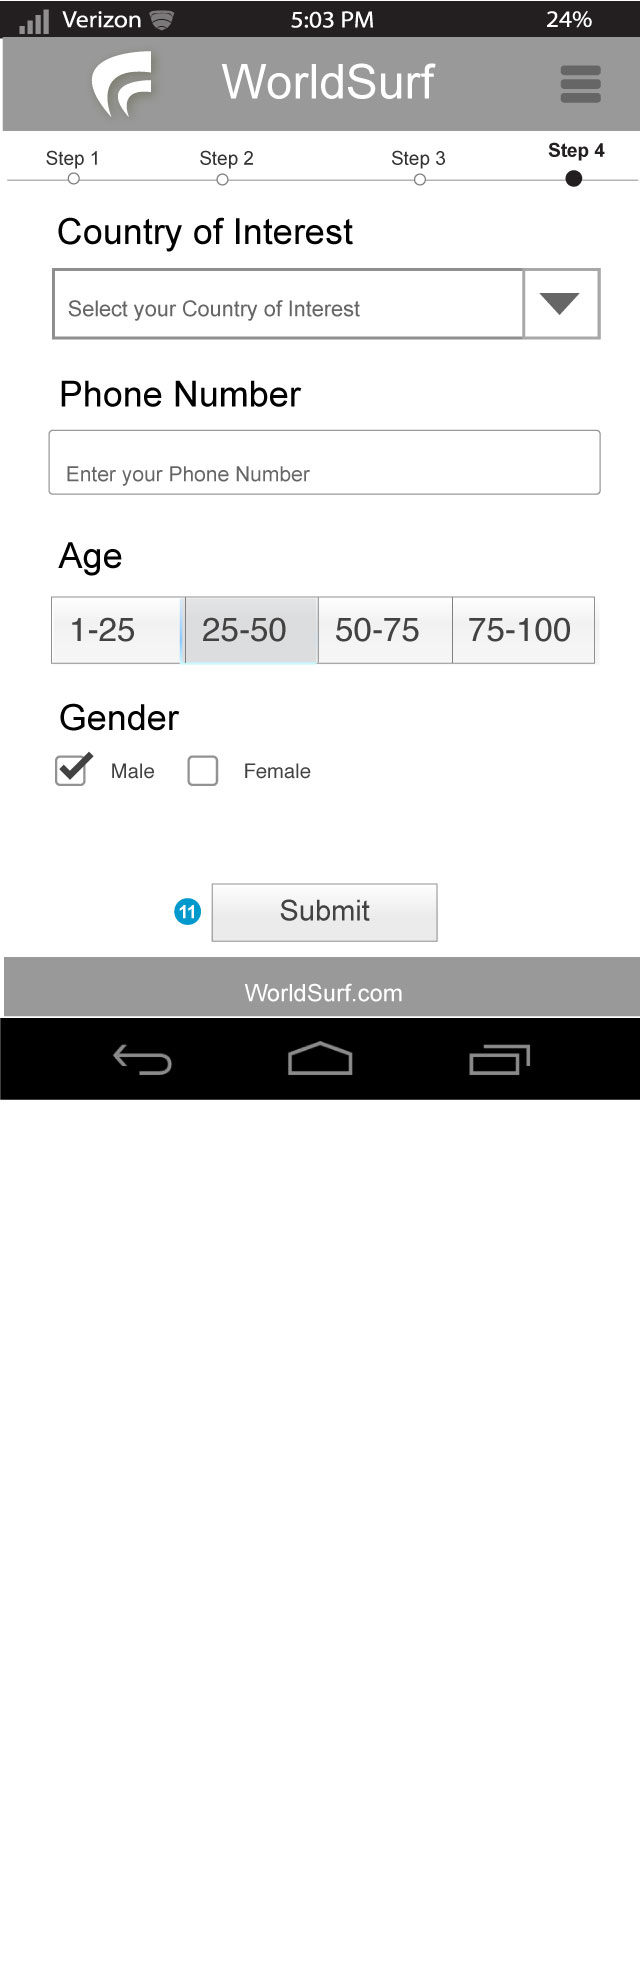 Verizon 5:03 PM 24%
WorldSurf
Step 1 Step 2 Step 3 Step 4
Country of Interest
Select your Country of Interest
Phone Number
Enter your Phone Number
Age
1-25 25-50 50-75 75-100
Gender
Male Female
11 Submit
WorldSurf.com